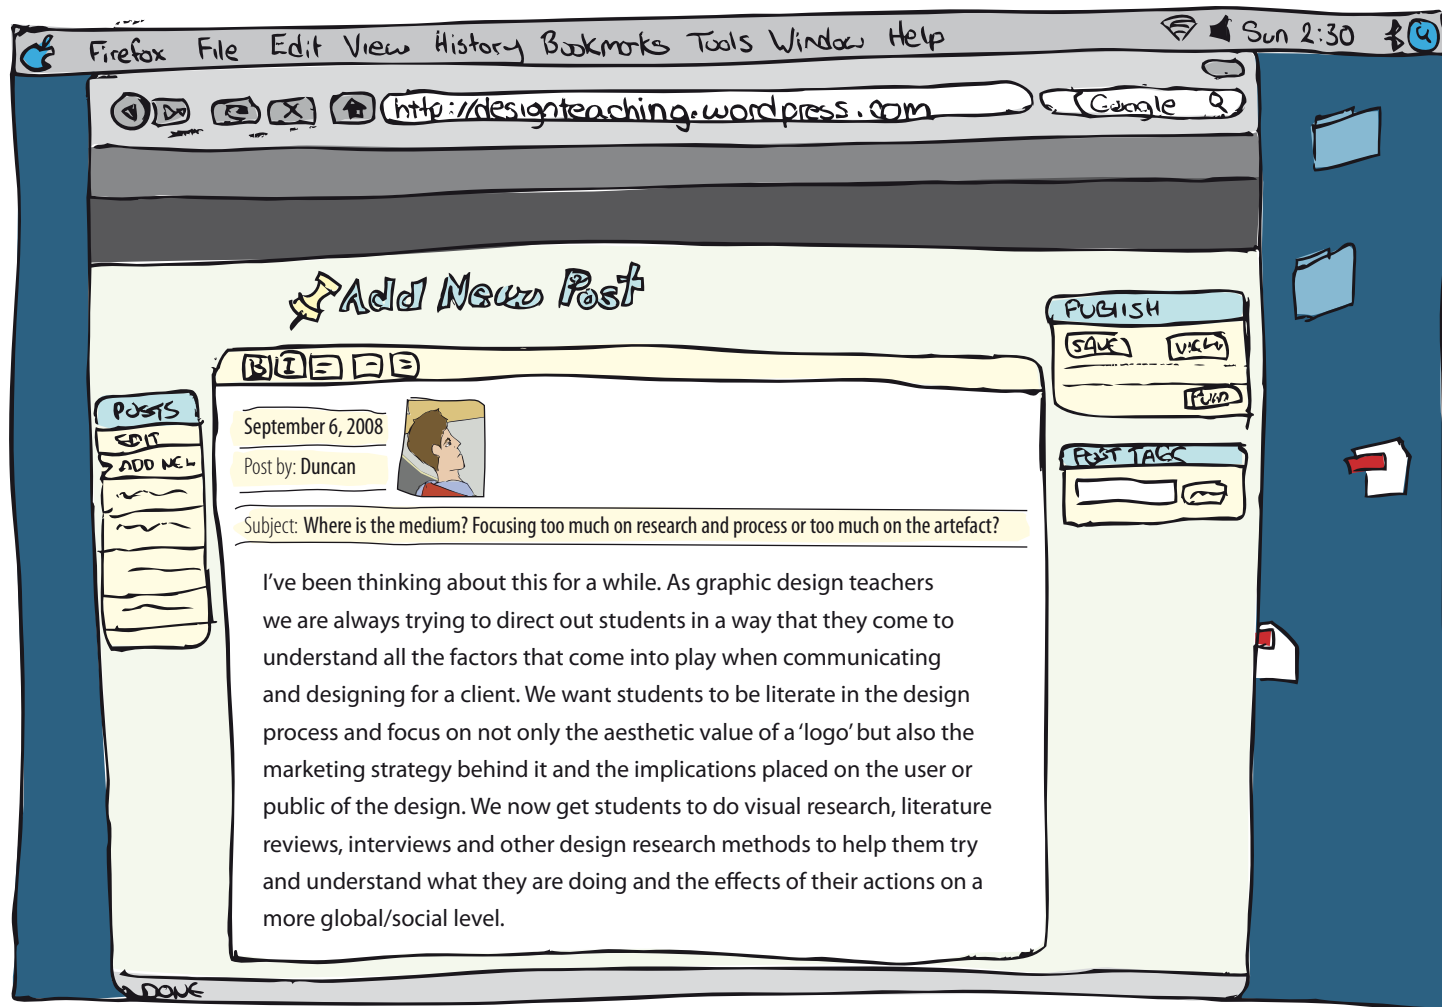 Firefox File Edit View History Bookmarks Tools Window Help Sun 2:30
http://designteaching.wordpress.com Google
Add New Post
PUBLISH
SAVE VIEW
B I
POSTS
EDIT
ADD NEW
September 6, 2008
Post by: Duncan
POST TAGS
Subject: Where is the medium? Focusing too much on research and process or too much on the artefact?
I've been thinking about this for a while. As graphic design teachers
we are always trying to direct out students in a way that they come to
understand all the factors that come into play when communicating
and designing for a client. We want students to be literate in the design
process and focus on not only the aesthetic value of a 'logo' but also the
marketing strategy behind it and the implications placed on the user or
public of the design. We now get students to do visual research, literature
reviews, interviews and other design research methods to help them try
and understand what they are doing and the effects of their actions on a
more global/social level.
DONE